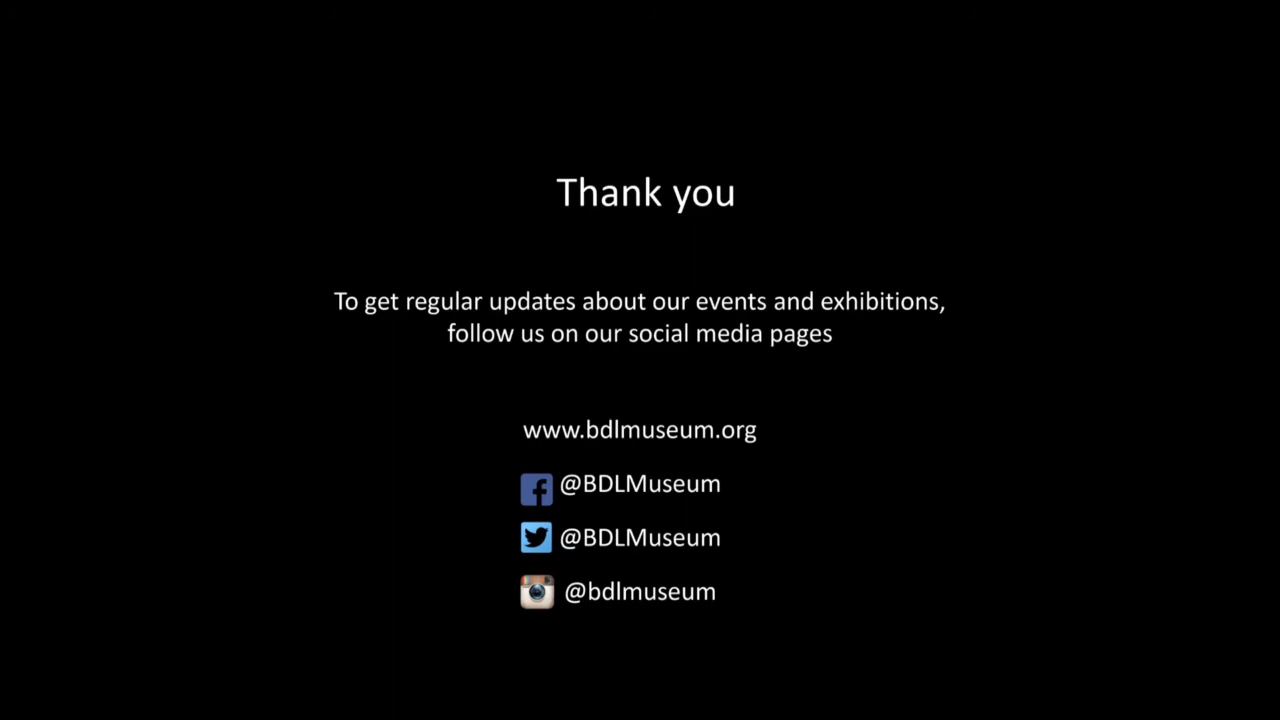 Thank you
To get regular updates about our events and exhibitions,
follow us on our social media pages
www.bdlmuseum.org
@BDLMuseum
@BDLMuseum
@bdlmuseum